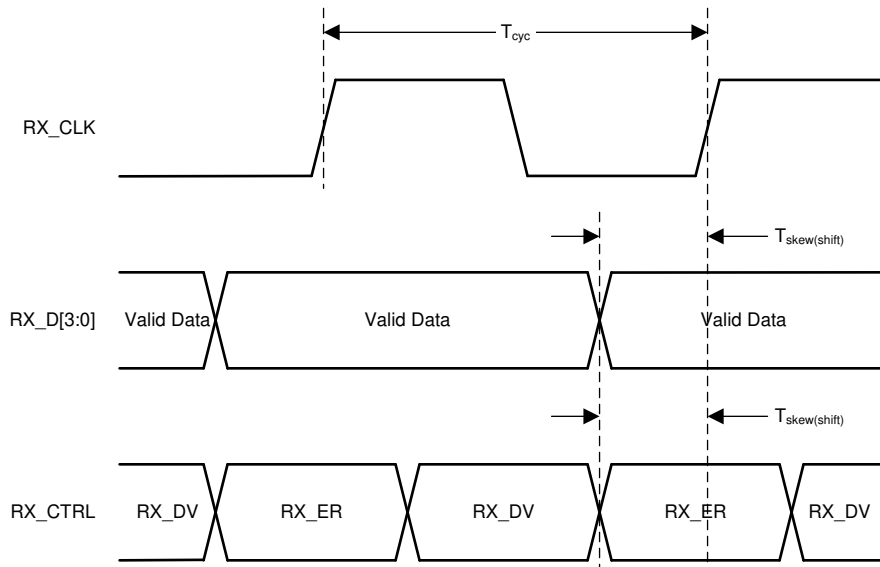 Tcyc
RX_CLK
Tskew(shift)
RX_D[3:0] Valid Data Valid Data Valid Data
Tskew(shift)
RX_CTRL RX_DV RX_ER RX_DV RX_ER RX_DV